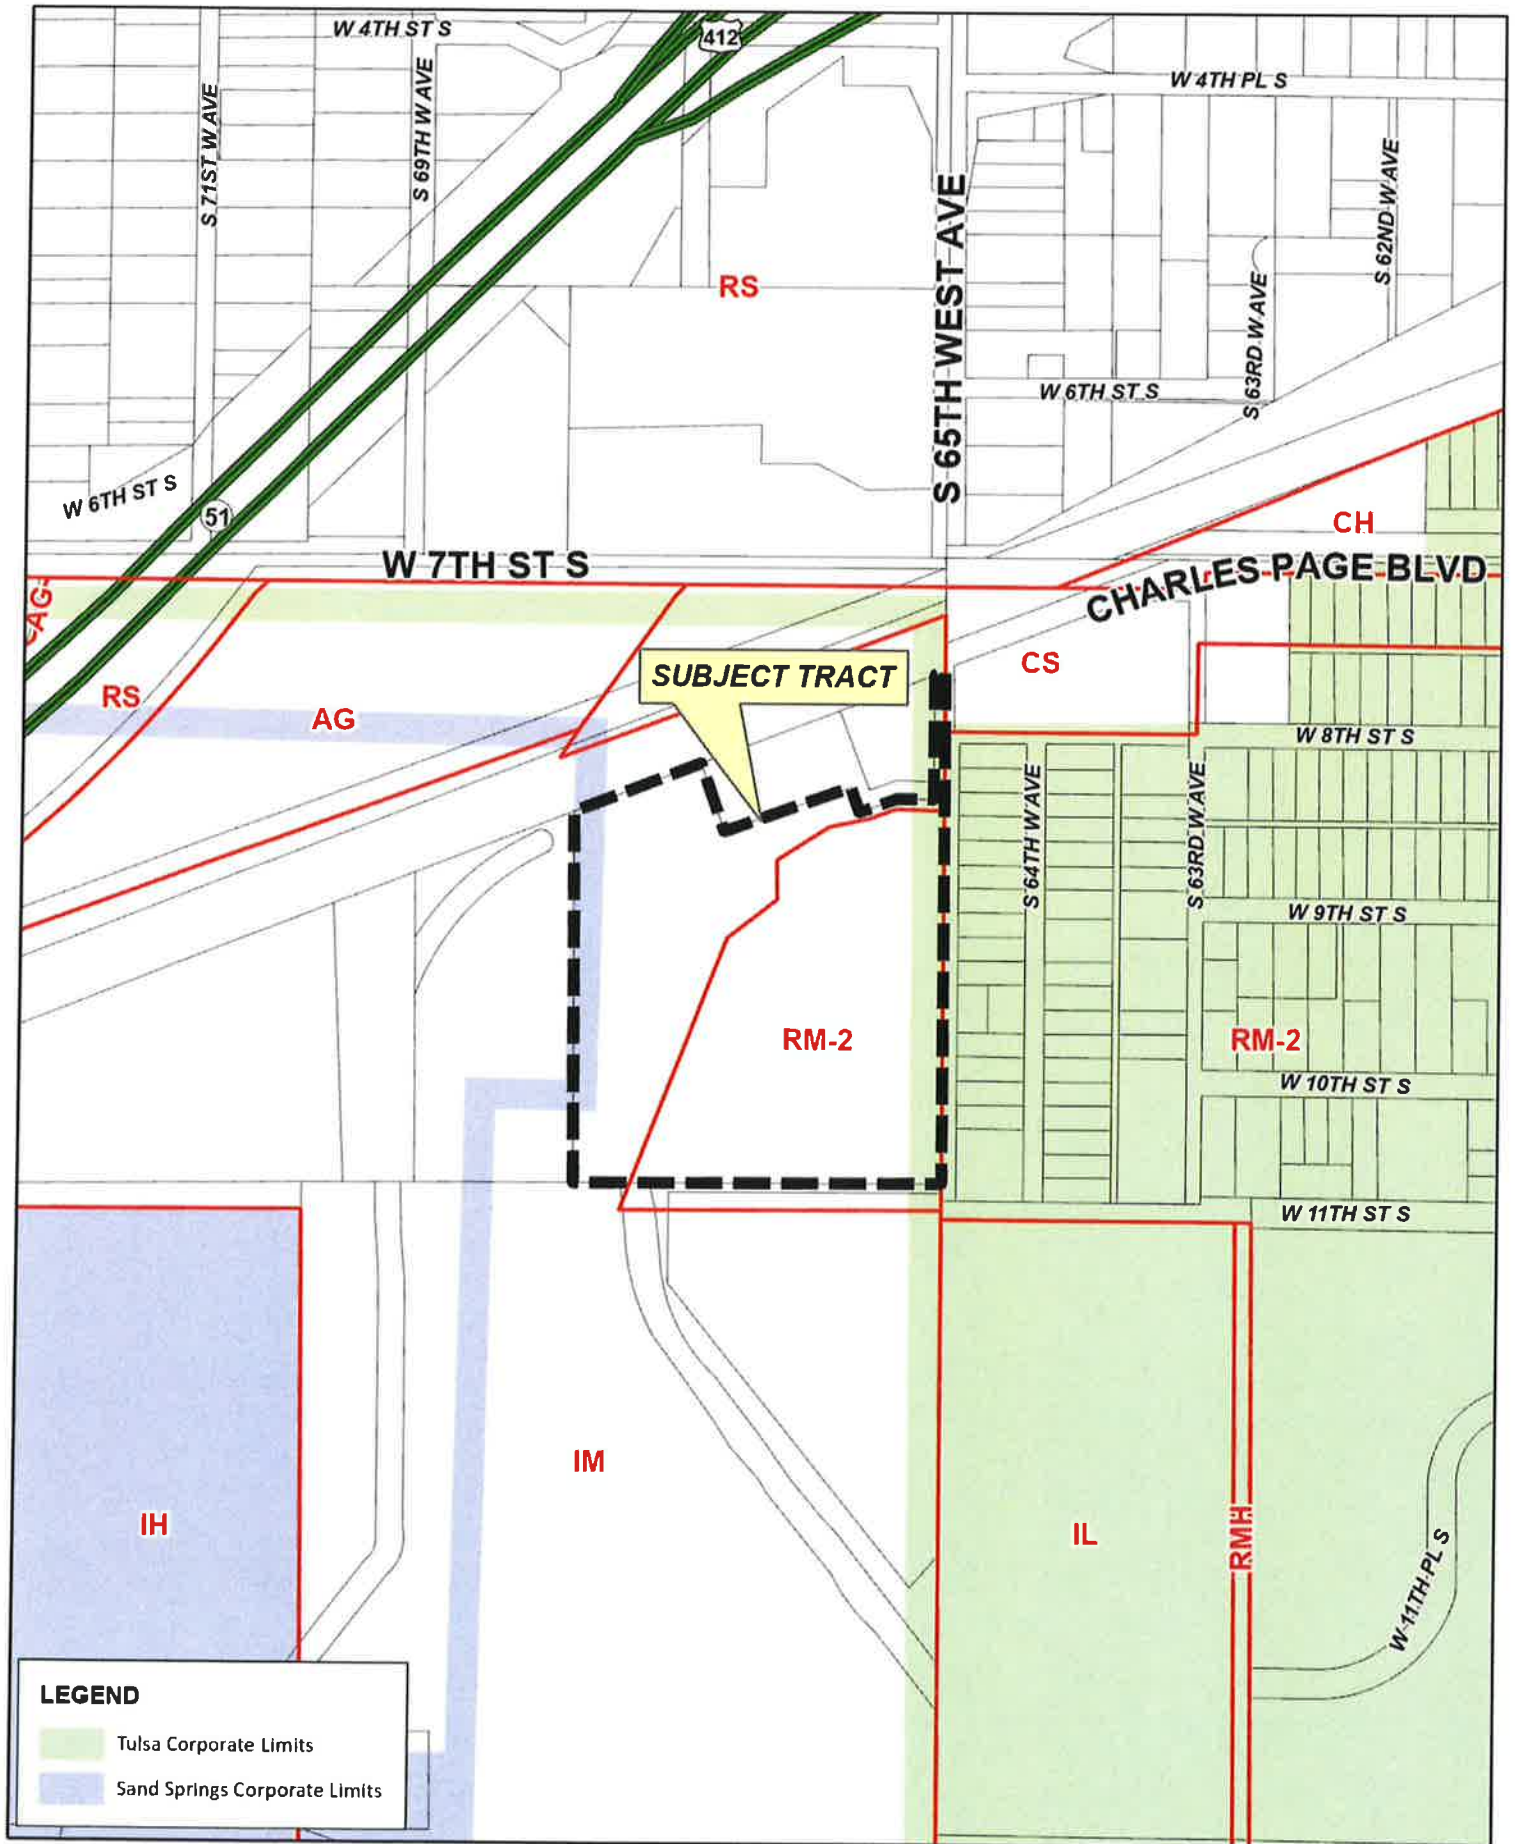 W 4TH ST S
412
W 4TH PL S
S 71ST W AVE
S 69TH W AVE
S 65TH WEST AVE
S 62ND W AVE
S 63RD W AVE
RS
W 6TH ST S
W 6TH ST S
51
CH
W 7TH ST S
CHARLES PAGE BLVD
AG
RS
AG
SUBJECT TRACT
CS
W 8TH ST S
S 64TH W AVE
S 63RD W AVE
W 9TH ST S
RM-2
RM-2
W 10TH ST S
W 11TH ST S
IM
IH
IL
RMH
W 11TH PL S
LEGEND
Tulsa Corporate Limits
Sand Springs Corporate Limits